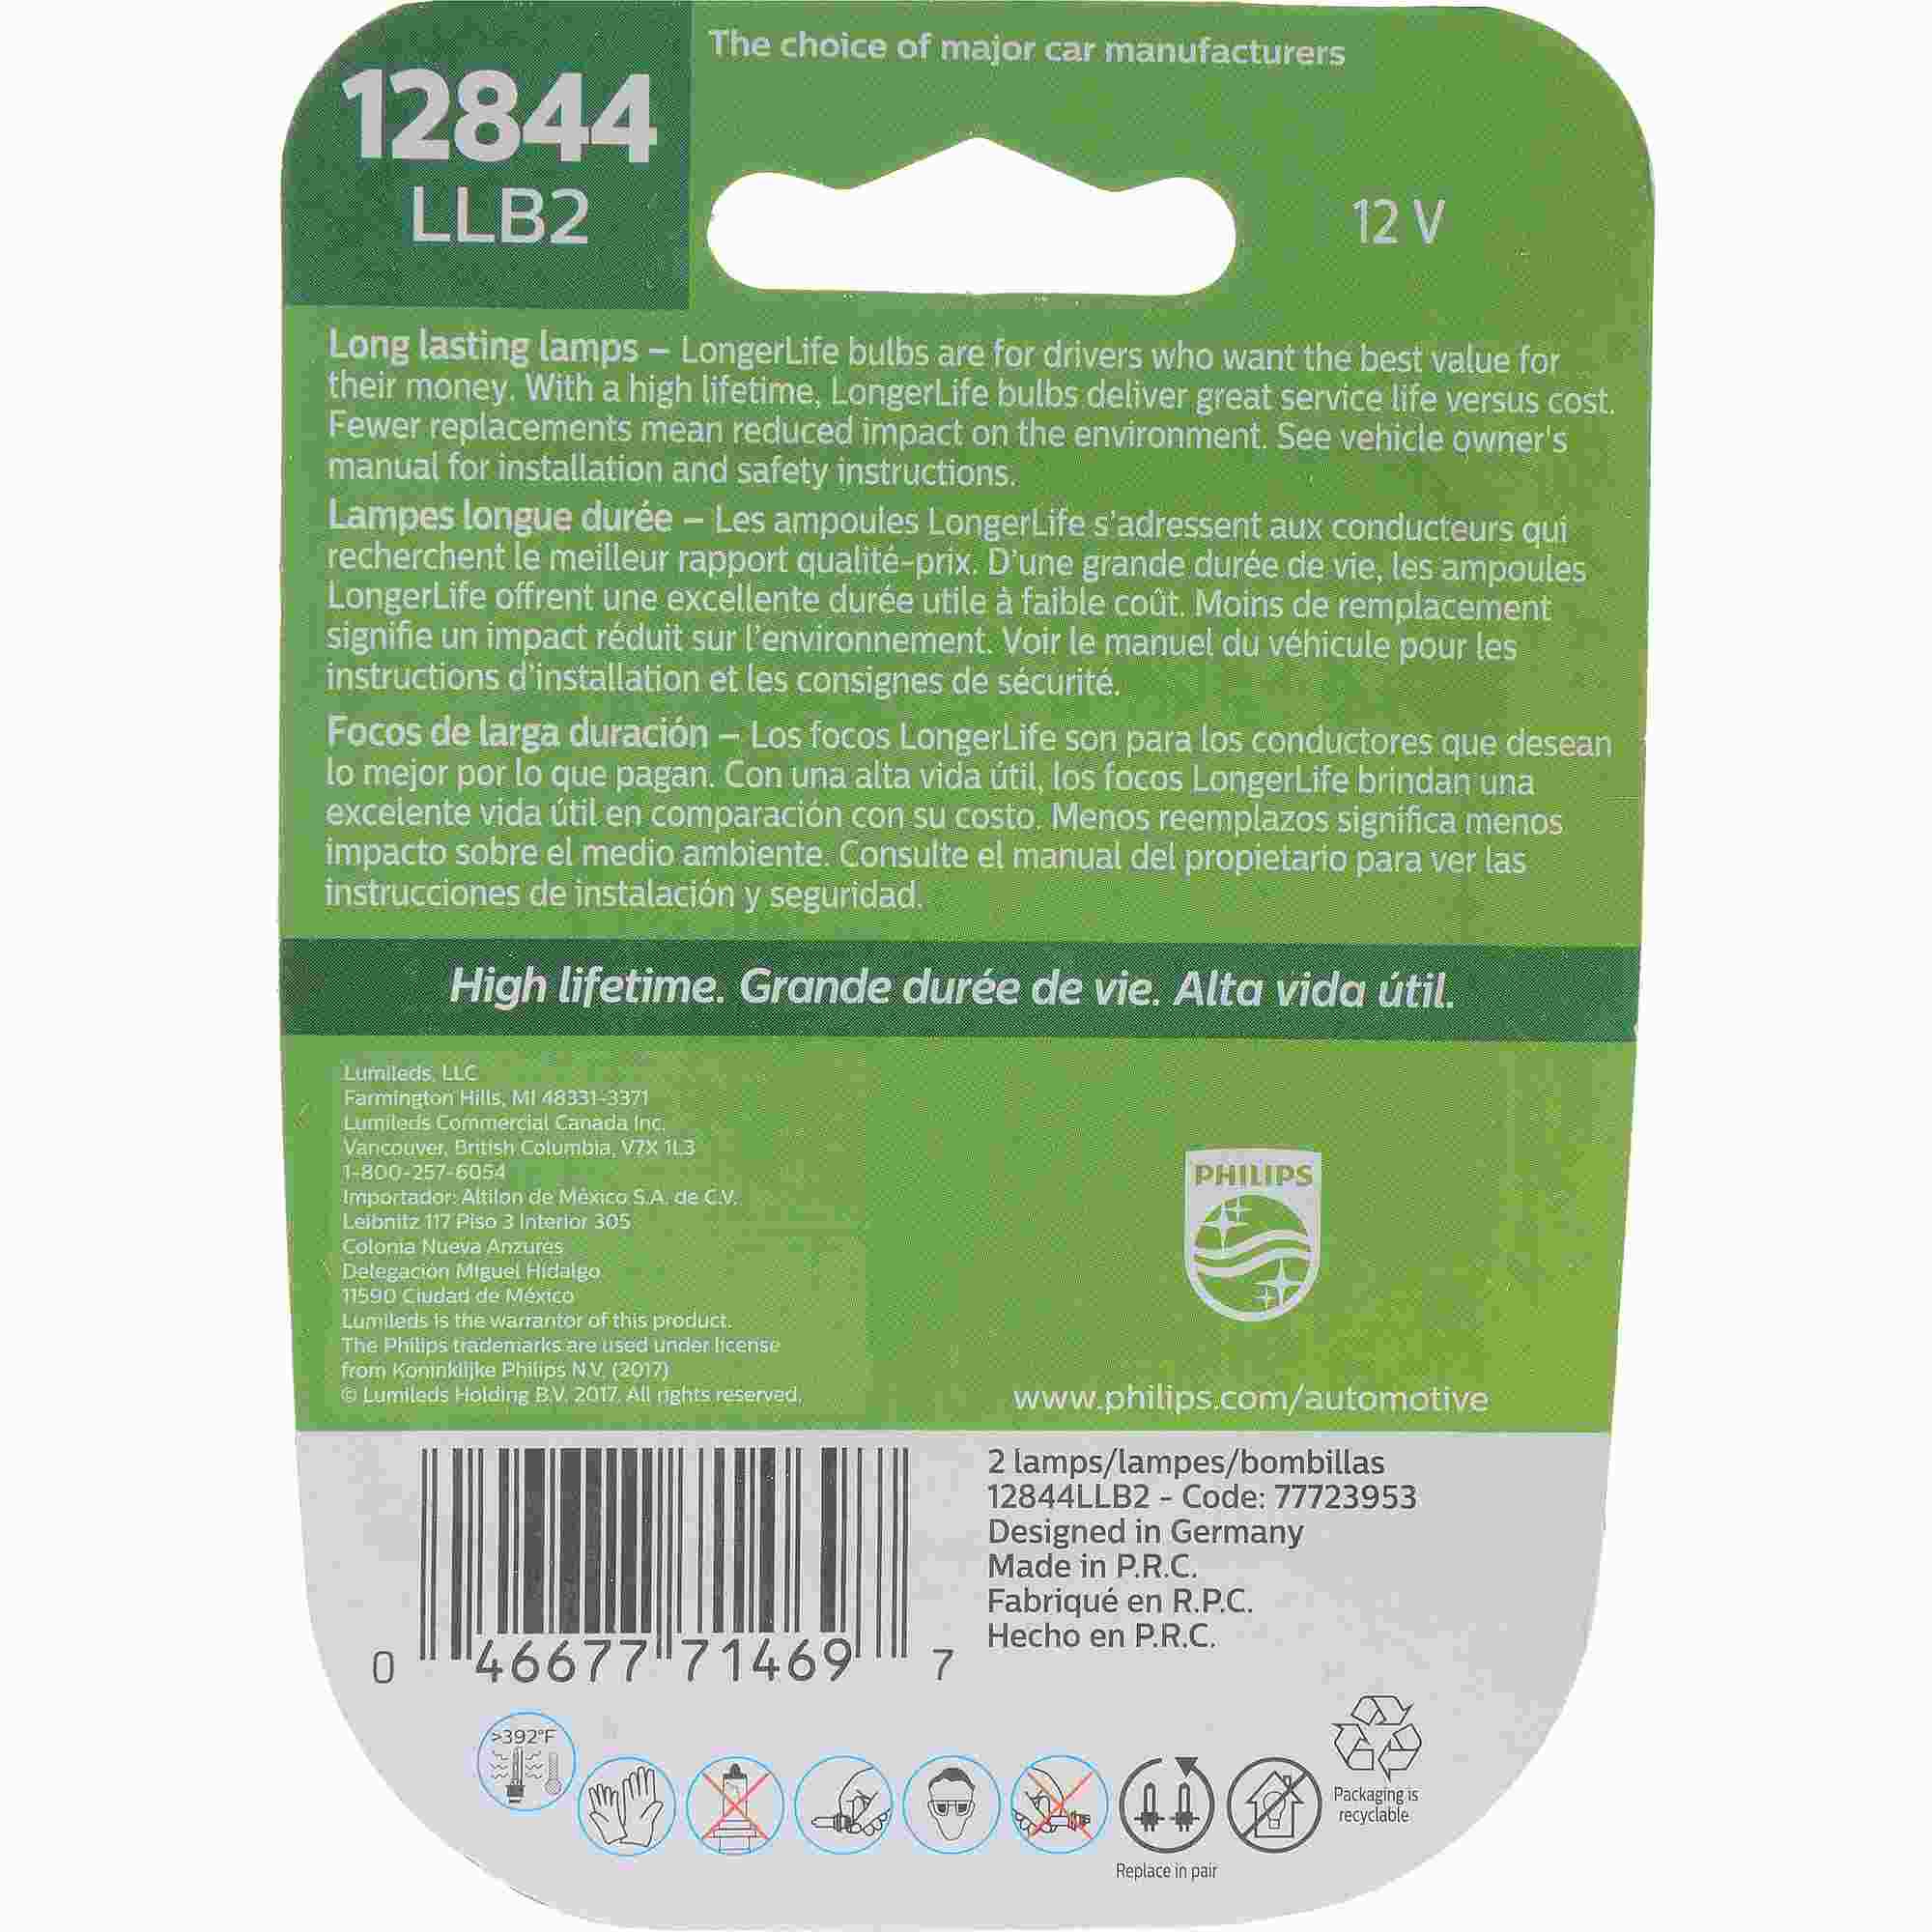 The choice of major car manufacturers
12844
LLB2
12 V
Long lasting lamps – LongerLife bulbs are for drivers who want the best value for
their money. With a high lifetime, LongerLife bulbs deliver great service life versus cost.
Fewer replacements mean reduced impact on the environment. See vehicle owner's
manual for installation and safety instructions.
Lampes longue durée – Les ampoules LongerLife s'adressent aux conducteurs qui
recherchent le meilleur rapport qualité-prix. D'une grande durée de vie, les ampoules
LongerLife offrent une excellente durée utile à faible coût. Moins de remplacement
signifie un impact réduit sur l'environnement. Voir le manuel du véhicule pour les
instructions d'installation et les consignes de sécurité.
Focos de larga duración – Los focos LongerLife son para los conductores que desean
lo mejor por lo que pagan. Con una alta vida útil, los focos LongerLife brindan una
excelente vida útil en comparación con su costo. Menos reemplazos significa menos
impacto sobre el medio ambiente. Consulte el manual del propietario para ver las
instrucciones de instalación y seguridad.
High lifetime. Grande durée de vie. Alta vida útil.
Lumileds, LLC
Farmington Hills, MI 48331-3371
Lumileds Commercial Canada Inc.
Vancouver, British Columbia, V7X 1L3
1-800-257-6054
Importador: Altilon de México S.A. de C.V.
Leibnitz 117 Piso 3 Interior 305
Colonia Nueva Anzures
Delegación Miguel Hidalgo
11590 Ciudad de México
Lumileds is the warrantor of this product.
The Philips trademarks are used under license
from Koninklijke Philips N.V. (2017)
© Lumileds Holding B.V. 2017. All rights reserved.
PHILIPS
www.philips.com/automotive
2 lamps/lampes/bombillas
12844LLB2 - Code: 77723953
Designed in Germany
Made in P.R.C.
Fabriqué en R.P.C.
Hecho en P.R.C.
0 46677 71469 7
>392°F
Replace in pair
Packaging is
recyclable